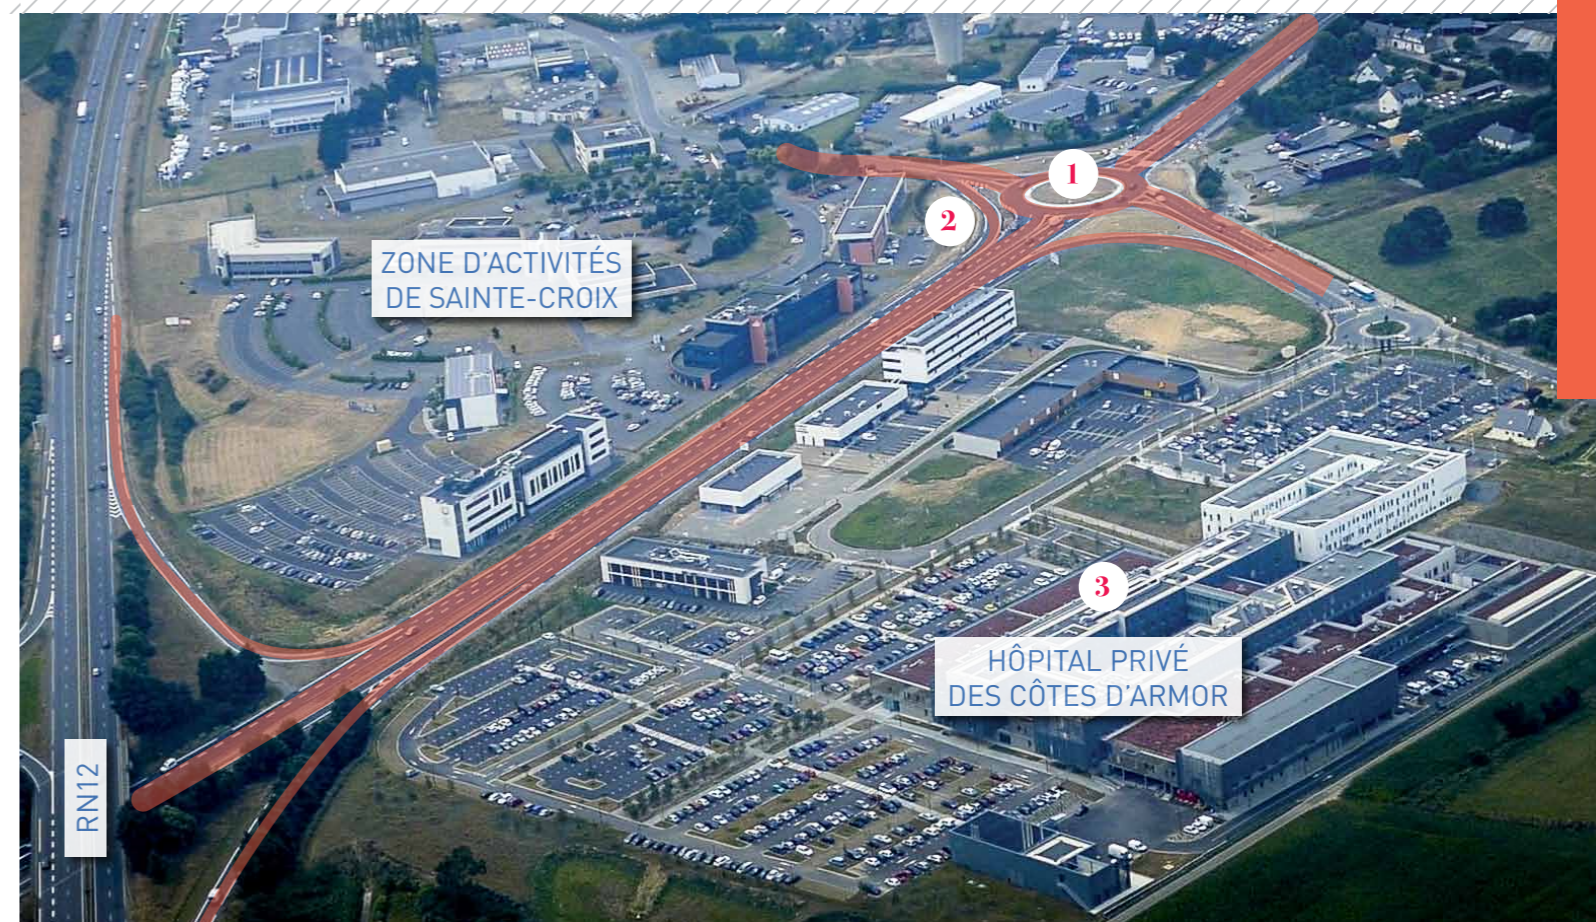 1
2
ZONE D'ACTIVITÉS
DE SAINTE-CROIX
3
HÔPITAL PRIVÉ
DES CÔTES D'ARMOR
RN12